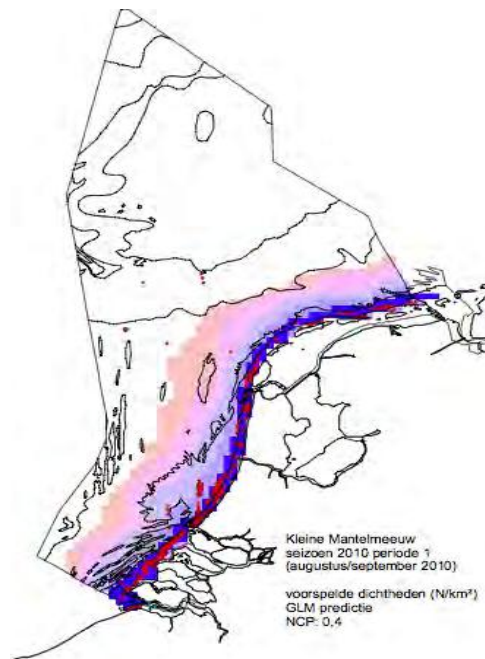 Kleine Mantelmeeuw
seizoen 2010 periode 1
(augustus/september 2010)
voorspelde dichtheden (N/km²)
GLM predictie
NCP: 0,4